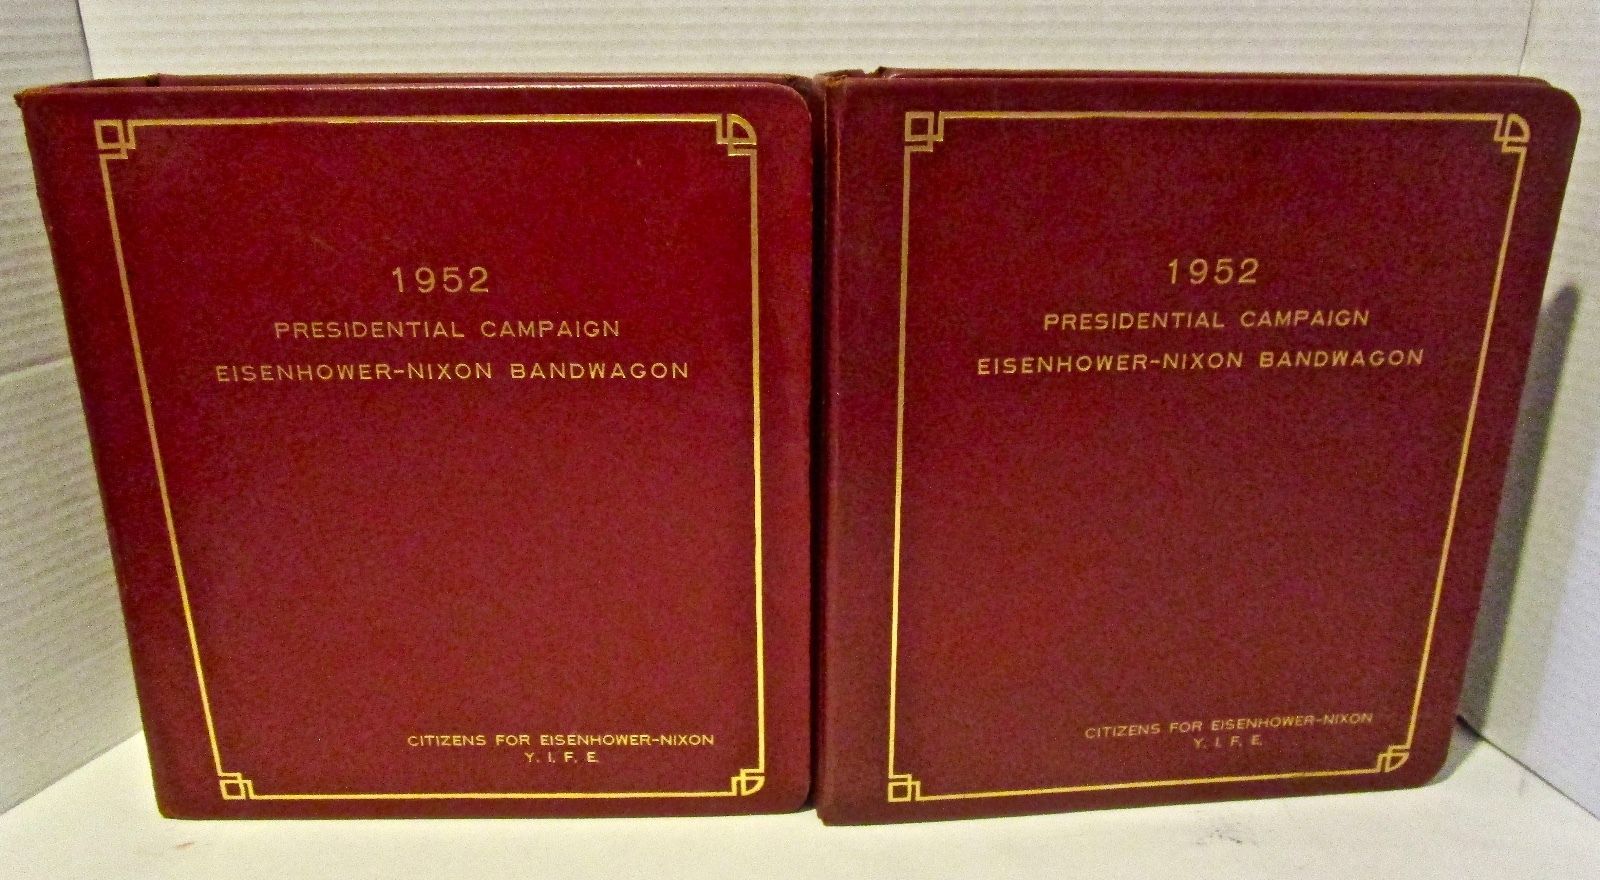 1952
PRESIDENTIAL CAMPAIGN
EISENHOWER-NIXON BANDWAGON
CITIZENS FOR EISENHOWER-NIXON
Y. I. F. E.
1952
PRESIDENTIAL CAMPAIGN
EISENHOWER-NIXON BANDWAGON
CITIZENS FOR EISENHOWER-NIXON
Y. I. F. E.